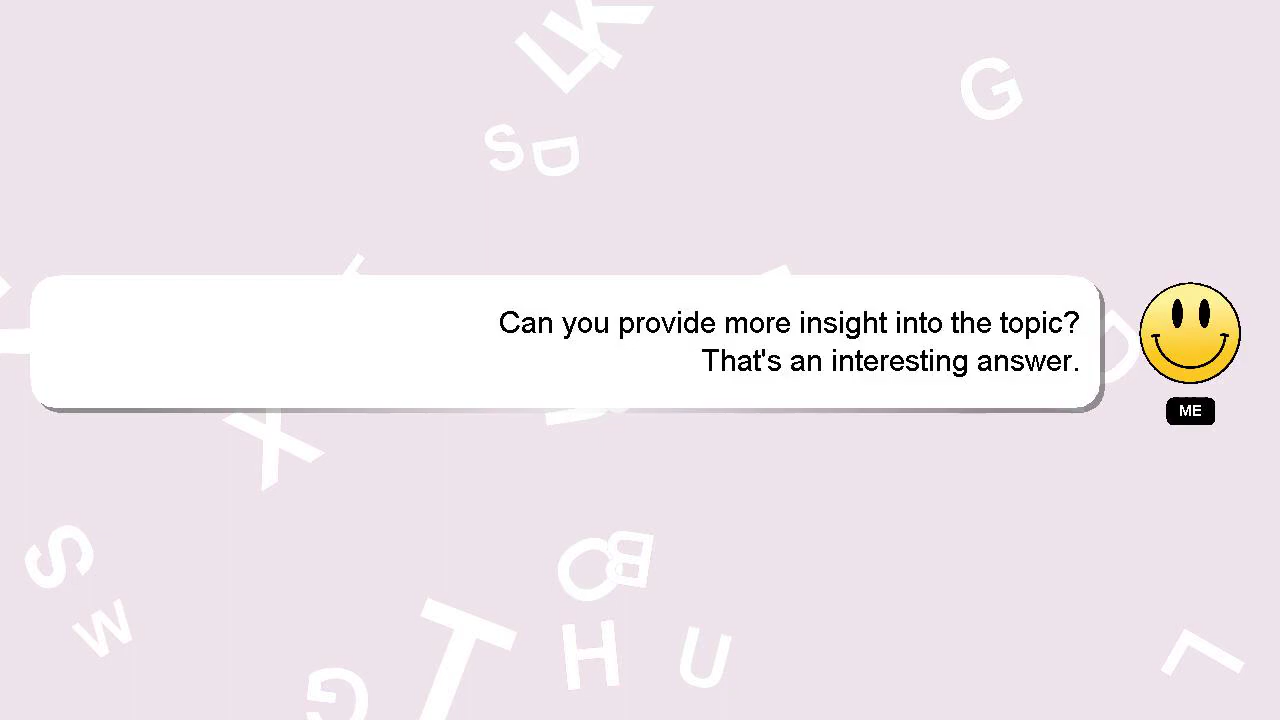 L
K
G
S
D
Can you provide more insight into the topic?
That's an interesting answer.
ME
X
S
W
C
B
T
H
U
G
L